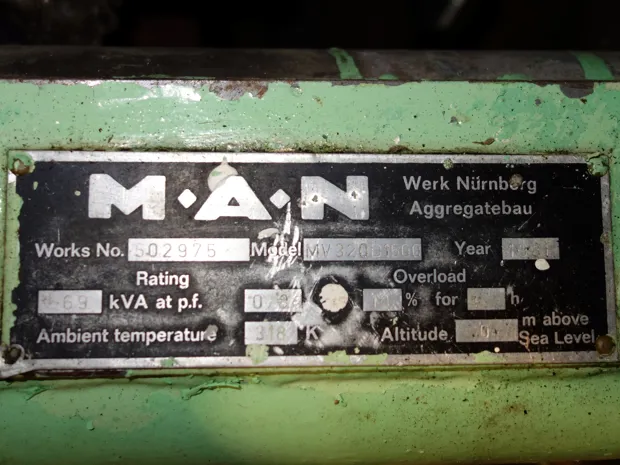 M·A·N
Werk Nürnberg
Aggregatebau
Works No. 502975 Model Year
Rating Overload
kVA at p.f. % for h
Ambient temperature 318 K Altitude m above
Sea Level